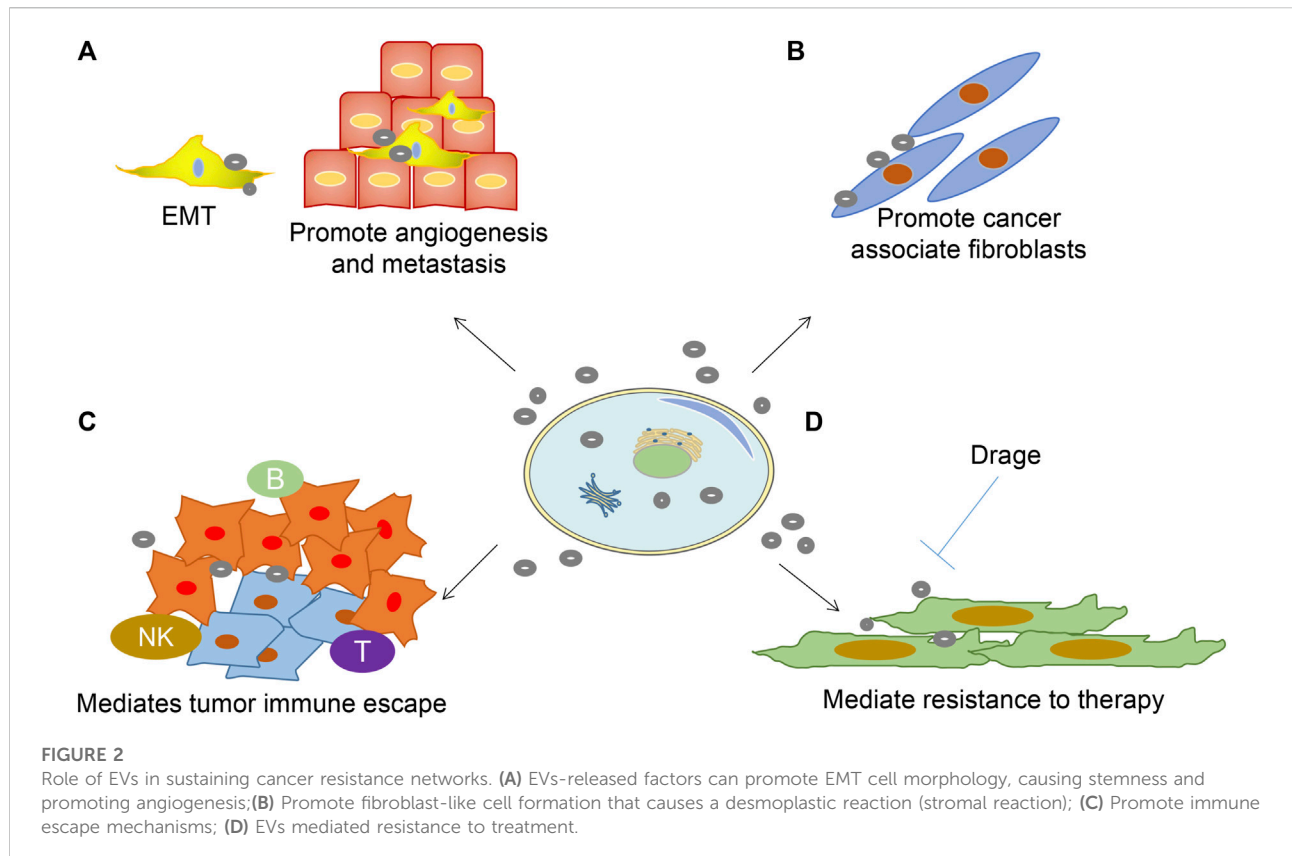 A
EMT
Promote angiogenesis
and metastasis
B
Promote cancer
associate fibroblasts
C
B
NK
T
Mediates tumor immune escape
D
Drage
Mediate resistance to therapy
FIGURE 2
Role of EVs in sustaining cancer resistance networks. (A) EVs-released factors can promote EMT cell morphology, causing stemness and
promoting angiogenesis;(B) Promote fibroblast-like cell formation that causes a desmoplastic reaction (stromal reaction); (C) Promote immune
escape mechanisms; (D) EVs mediated resistance to treatment.